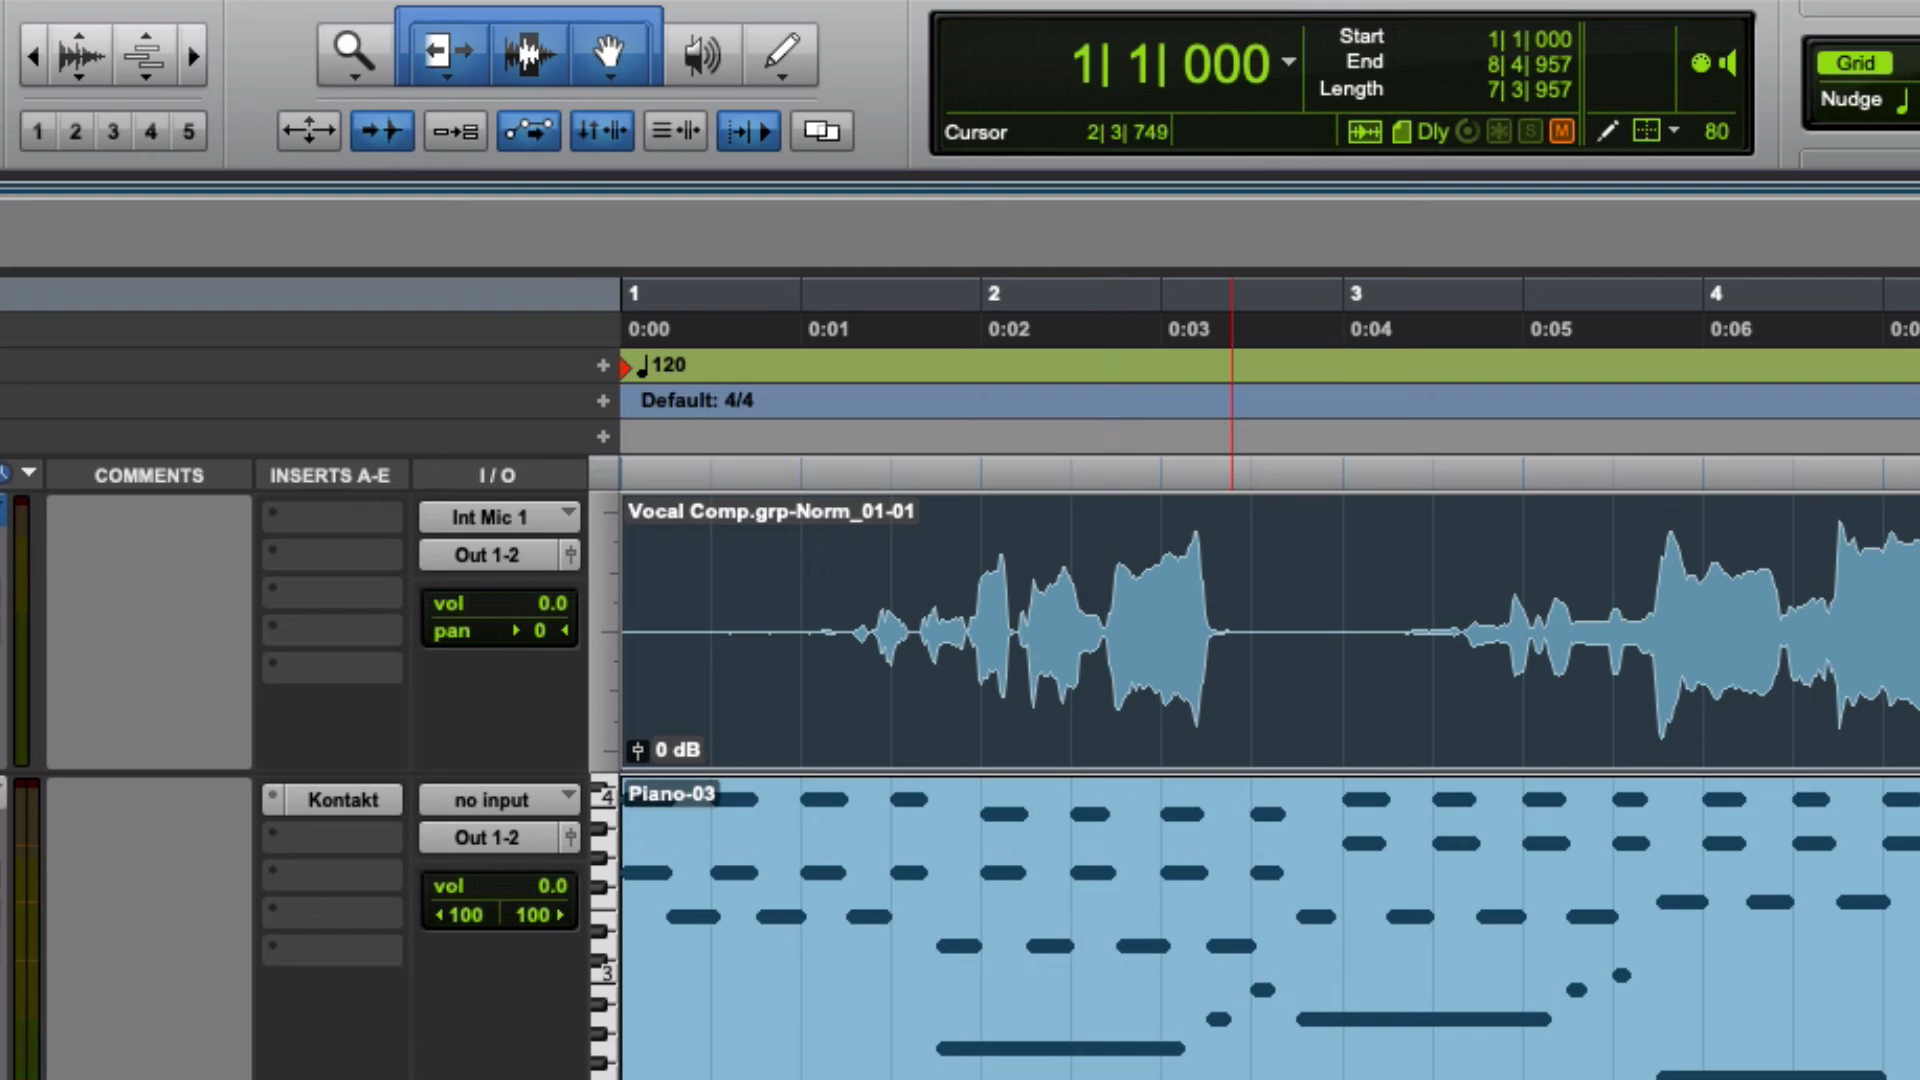 1 2 3 4 5
1| 1| 000
Start 1| 1| 000
End 8| 4| 957
Length 7| 3| 957
Cursor 2| 3| 749
Dly S M 80
Grid
Nudge
1 2 3 4
0:00 0:01 0:02 0:03 0:04 0:05 0:06 0:0
+ 120
+ Default: 4/4
+
COMMENTS INSERTS A-E I / O
Vocal Comp.grp-Norm_01-01
Int Mic 1
Out 1-2
vol 0.0
pan 0
0 dB
Kontakt
no input
Out 1-2
vol 0.0
100 100
4
3
Piano-03